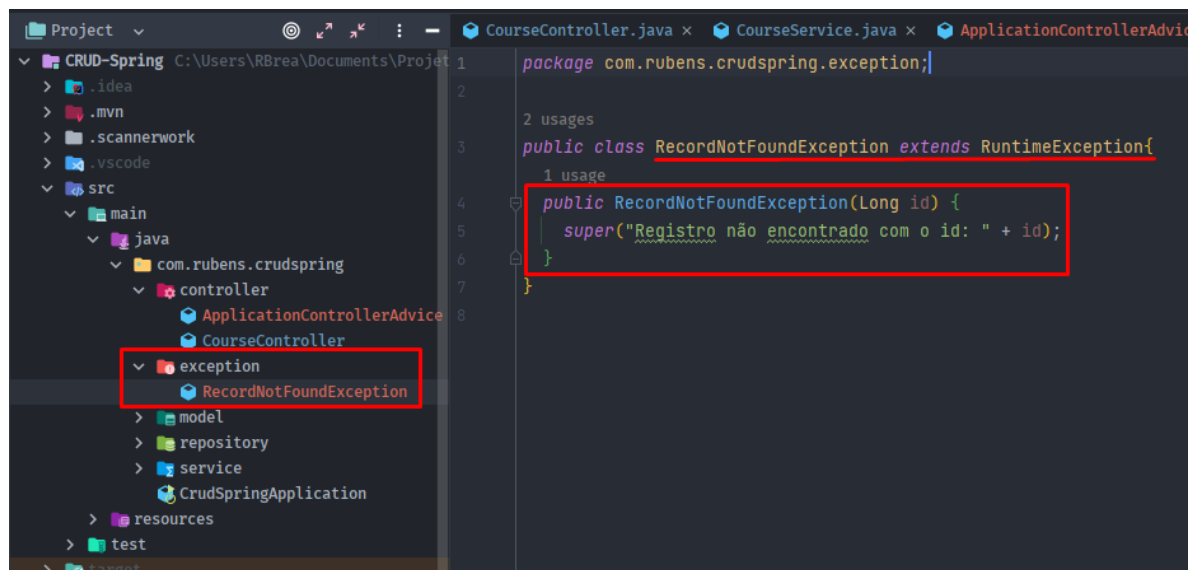 Project
CRUD-Spring C:\Users\RBrea\Documents\Projet
.idea
.mvn
.scannerwork
.vscode
src
main
java
com.rubens.crudspring
controller
ApplicationControllerAdvice
CourseController
exception
RecordNotFoundException
model
repository
service
CrudSpringApplication
resources
test
target
CourseController.java × CourseService.java × ApplicationControllerAdvic
1 package com.rubens.crudspring.exception;
2
2 usages
3 public class RecordNotFoundException extends RuntimeException{
1 usage
4 public RecordNotFoundException(Long id) {
5 super("Registro não encontrado com o id: " + id);
6 }
7 }
8